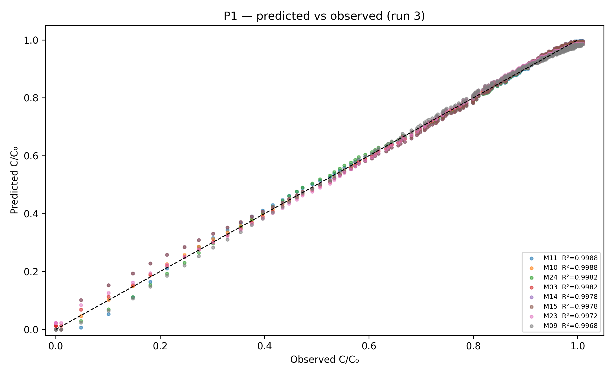 P1 — predicted vs observed (run 3)
1.0
0.8
0.6
0.4
0.2
0.0
Predicted C/C₀
0.0 0.2 0.4 0.6 0.8 1.0
Observed C/C₀
M11 R²=0.9988
M10 R²=0.9988
M24 R²=0.9982
M03 R²=0.9982
M14 R²=0.9978
M15 R²=0.9978
M23 R²=0.9972
M09 R²=0.9968